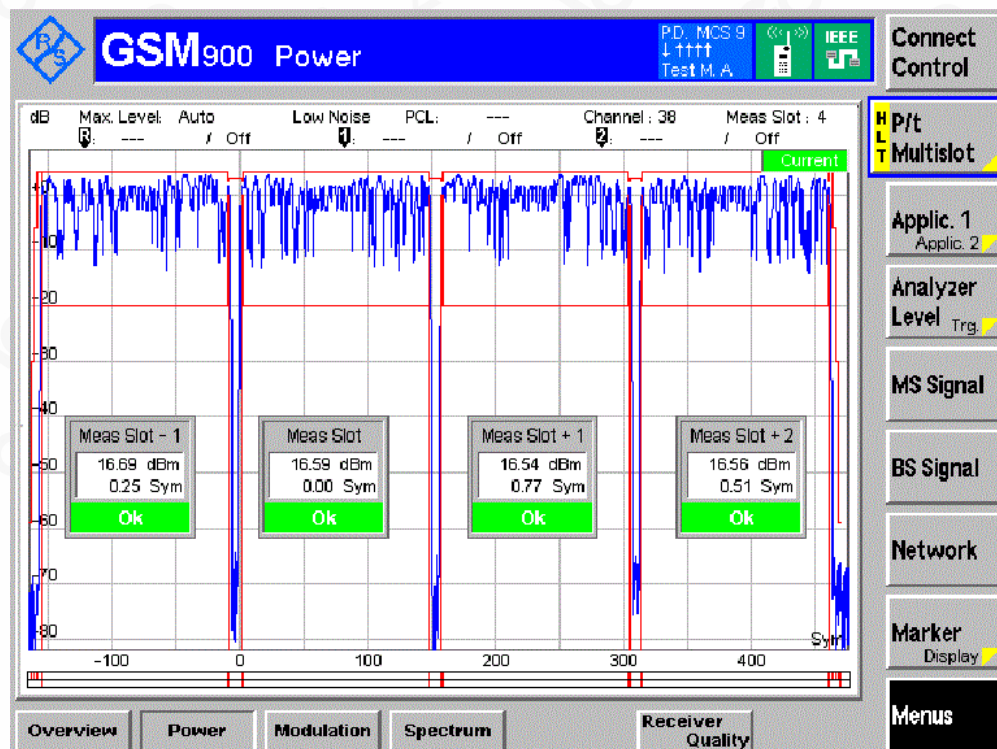 R/S
GSM900 Power
P.D. MCS 9
↓ ↑↑↑↑
Test M. A
IEEE
Connect
Control
dB Max. Level: Auto Low Noise PCL: --- Channel : 38 Meas Slot : 4
R: --- / Off 1: --- / Off 2: --- / Off
Current
HLT
P/t
Multislot
Applic. 1
Applic. 2
Analyzer
Level Trg.
MS Signal
BS Signal
Network
Marker
Display
Menus
+0
-10
-20
-30
-40
-50
-60
-70
-80
Meas Slot - 1
16.69 dBm
0.25 Sym
Ok
Meas Slot
16.59 dBm
0.00 Sym
Ok
Meas Slot + 1
16.54 dBm
0.77 Sym
Ok
Meas Slot + 2
16.56 dBm
0.51 Sym
Ok
Sym
-100 0 100 200 300 400
Overview Power Modulation Spectrum Receiver Quality